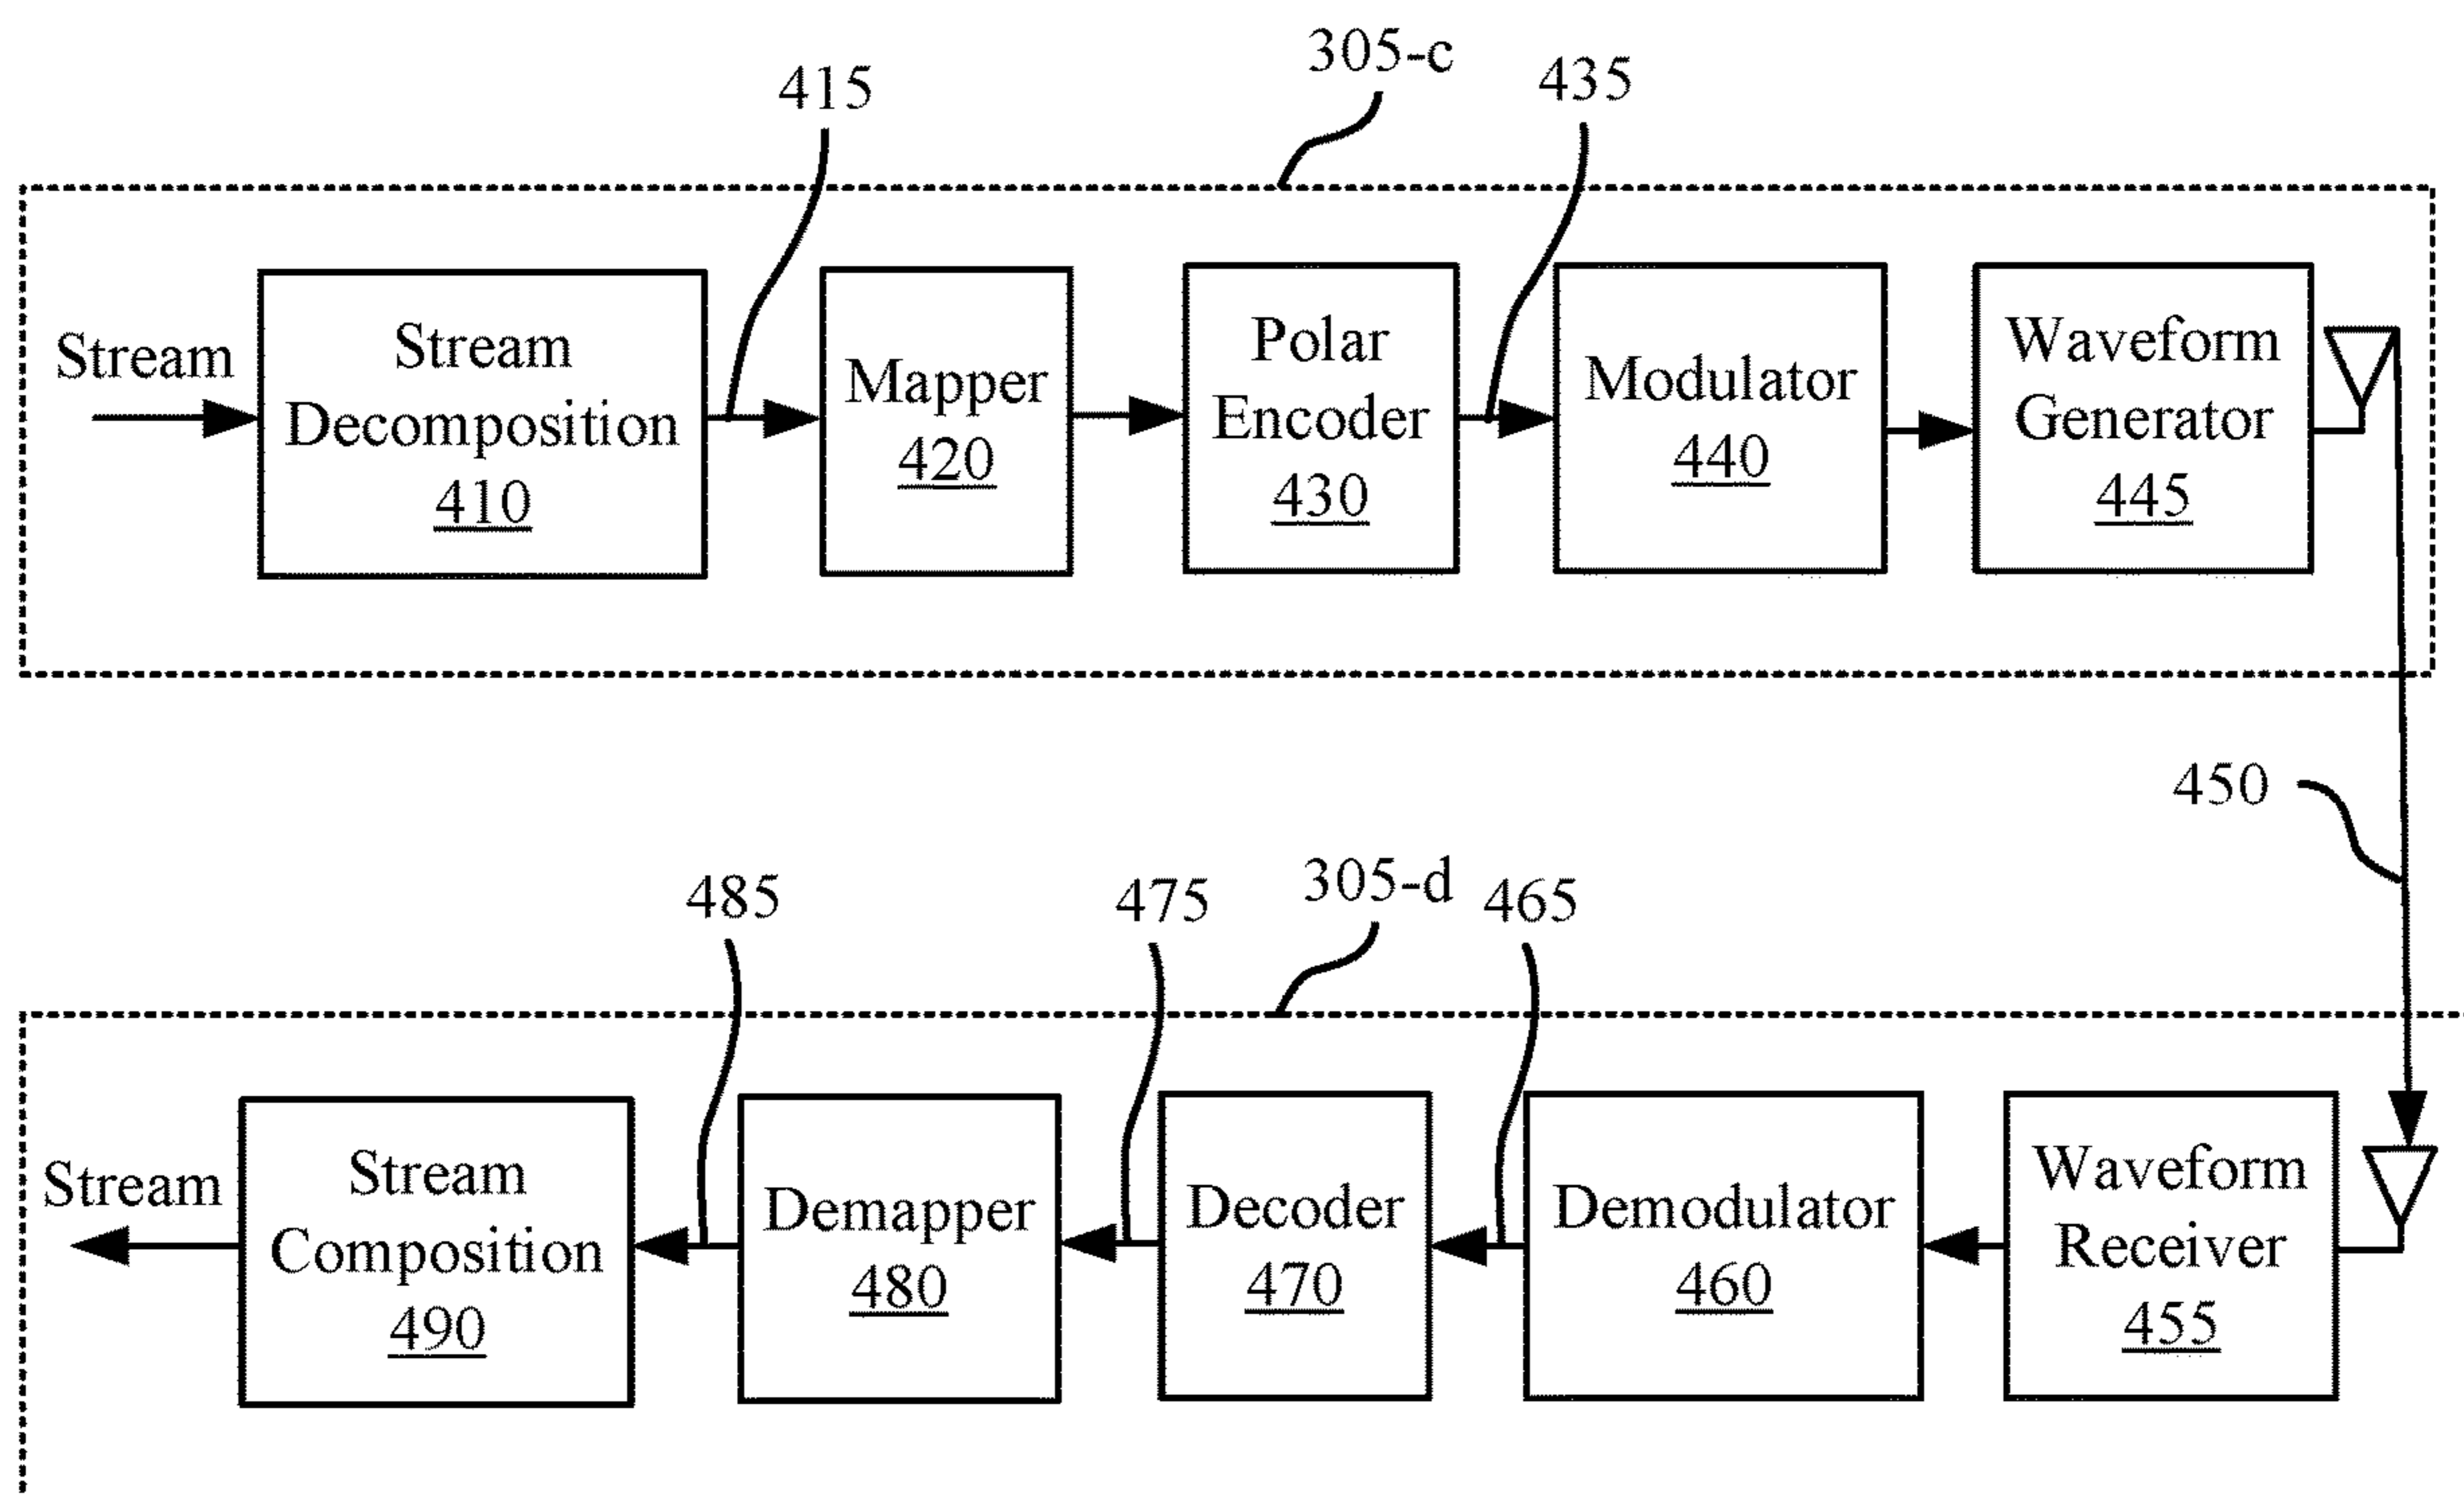 305-c
415
435
Stream
Stream
Decomposition
410
Mapper
420
Polar
Encoder
430
Modulator
440
Waveform
Generator
445
450
485
475
305-d
465
Stream
Stream
Composition
490
Demapper
480
Decoder
470
Demodulator
460
Waveform
Receiver
455